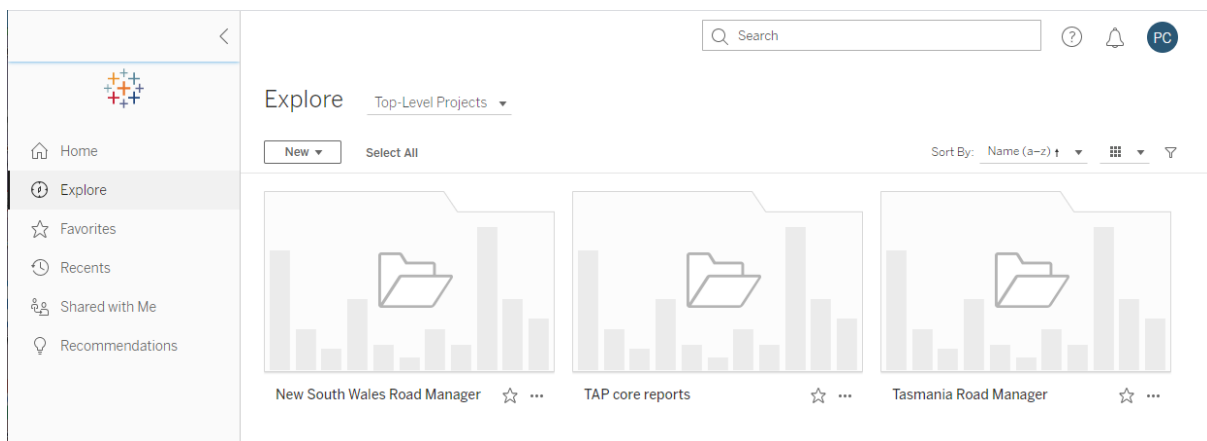 Search
?
PC
Explore Top-Level Projects
Home
New Select All Sort By: Name (a–z)
Explore
Favorites
Recents
Shared with Me
Recommendations
New South Wales Road Manager TAP core reports Tasmania Road Manager